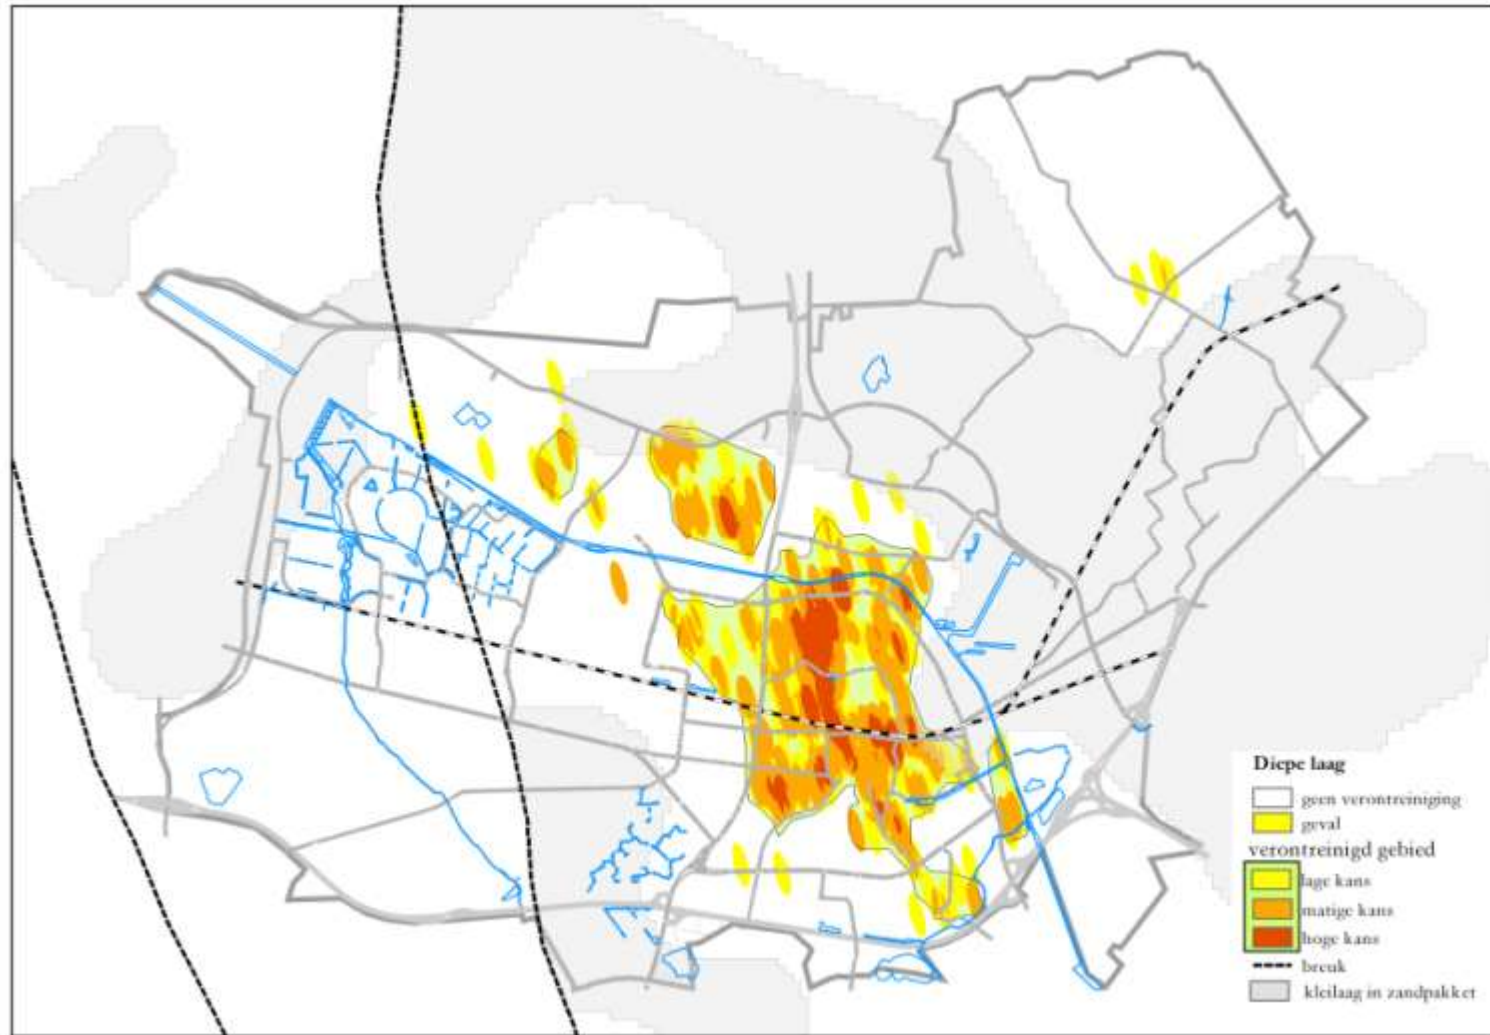 Diepe laag
geen verontreiniging
geval
verontreinigd gebied
lage kans
matige kans
hoge kans
breuk
kleilaag in zandpakket